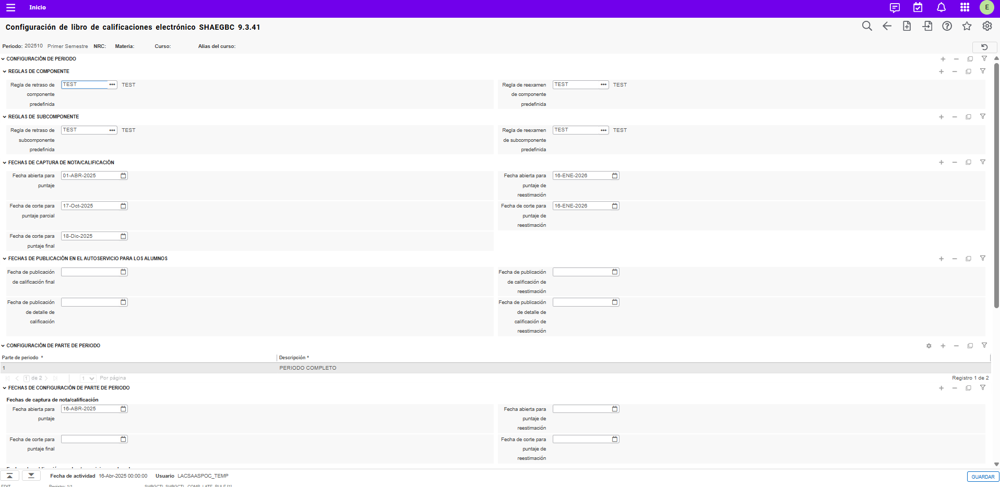 Inicio
E
Configuración de libro de calificaciones electrónico SHAEGBC 9.3.41
Periodo: 202510 Primer Semestre NRC: Materia: Curso: Alias del curso:
CONFIGURACIÓN DE PERIODO
REGLAS DE COMPONENTE
Regla de retraso de componente predefinida TEST TEST
Regla de reexamen de componente predefinida TEST TEST
REGLAS DE SUBCOMPONENTE
Regla de retraso de subcomponente predefinida TEST TEST
Regla de reexamen de subcomponente predefinida TEST TEST
FECHAS DE CAPTURA DE NOTA/CALIFICACIÓN
Fecha abierta para puntaje 01-ABR-2025
Fecha abierta para puntaje de reestimación 16-ENE-2026
Fecha de corte para puntaje parcial 17-Oct-2025
Fecha de corte para puntaje de reestimación 16-ENE-2026
Fecha de corte para puntaje final 18-Dic-2025
FECHAS DE PUBLICACIÓN EN EL AUTOSERVICIO PARA LOS ALUMNOS
Fecha de publicación de calificación final
Fecha de publicación de calificación de reestimación
Fecha de publicación de detalle de calificación
Fecha de publicación de detalle de calificación de reestimación
CONFIGURACIÓN DE PARTE DE PERIODO
Parte de periodo * Descripción *
1 PERIODO COMPLETO
1 de 2 1 Por página Registro 1 de 2
FECHAS DE CONFIGURACIÓN DE PARTE DE PERIODO
Fechas de captura de nota/calificación
Fecha abierta para puntaje 16-ABR-2025
Fecha abierta para puntaje de reestimación
Fecha de corte para puntaje final
Fecha de corte para puntaje de reestimación
Fecha de actividad 16-Abr-2025 00:00:00 Usuario LACSAASPOC_TEMP
GUARDAR
EDIT Registro: 1/1 SHBGCTL.SHBGCTL_COMP_LATE_RULE [1]